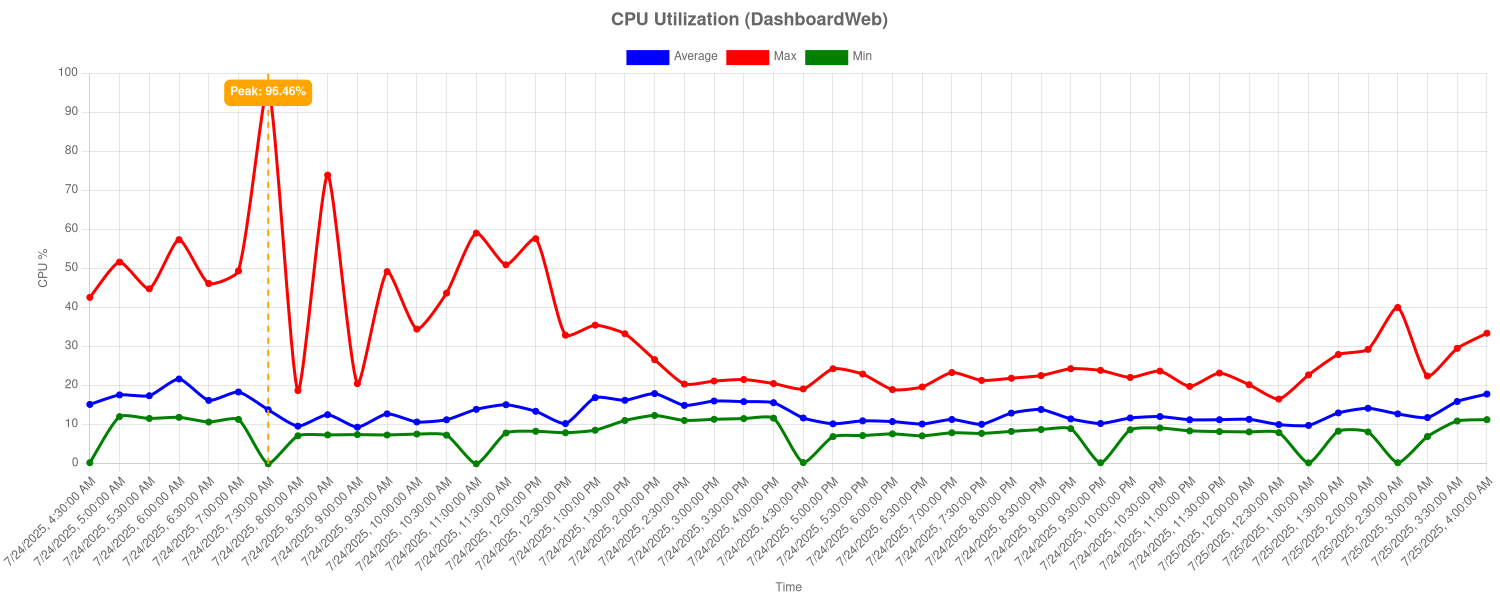 CPU Utilization (DashboardWeb)
Average
Max
Min
Peak: 96.46%
100
90
80
70
60
50
40
30
20
10
0
CPU %
7/24/2025, 4:30:00 AM
7/24/2025, 5:00:00 AM
7/24/2025, 5:30:00 AM
7/24/2025, 6:00:00 AM
7/24/2025, 6:30:00 AM
7/24/2025, 7:00:00 AM
7/24/2025, 7:30:00 AM
7/24/2025, 8:00:00 AM
7/24/2025, 8:30:00 AM
7/24/2025, 9:00:00 AM
7/24/2025, 9:30:00 AM
7/24/2025, 10:00:00 AM
7/24/2025, 10:30:00 AM
7/24/2025, 11:00:00 AM
7/24/2025, 11:30:00 AM
7/24/2025, 12:00:00 PM
7/24/2025, 12:30:00 PM
7/24/2025, 1:00:00 PM
7/24/2025, 1:30:00 PM
7/24/2025, 2:00:00 PM
7/24/2025, 2:30:00 PM
7/24/2025, 3:00:00 PM
7/24/2025, 3:30:00 PM
7/24/2025, 4:00:00 PM
7/24/2025, 4:30:00 PM
7/24/2025, 5:00:00 PM
7/24/2025, 5:30:00 PM
7/24/2025, 6:00:00 PM
7/24/2025, 6:30:00 PM
7/24/2025, 7:00:00 PM
7/24/2025, 7:30:00 PM
7/24/2025, 8:00:00 PM
7/24/2025, 8:30:00 PM
7/24/2025, 9:00:00 PM
7/24/2025, 9:30:00 PM
7/24/2025, 10:00:00 PM
7/24/2025, 10:30:00 PM
7/24/2025, 11:00:00 PM
7/24/2025, 11:30:00 PM
7/25/2025, 12:00:00 AM
7/25/2025, 12:30:00 AM
7/25/2025, 1:00:00 AM
7/25/2025, 1:30:00 AM
7/25/2025, 2:00:00 AM
7/25/2025, 2:30:00 AM
7/25/2025, 3:00:00 AM
7/25/2025, 3:30:00 AM
7/25/2025, 4:00:00 AM
Time